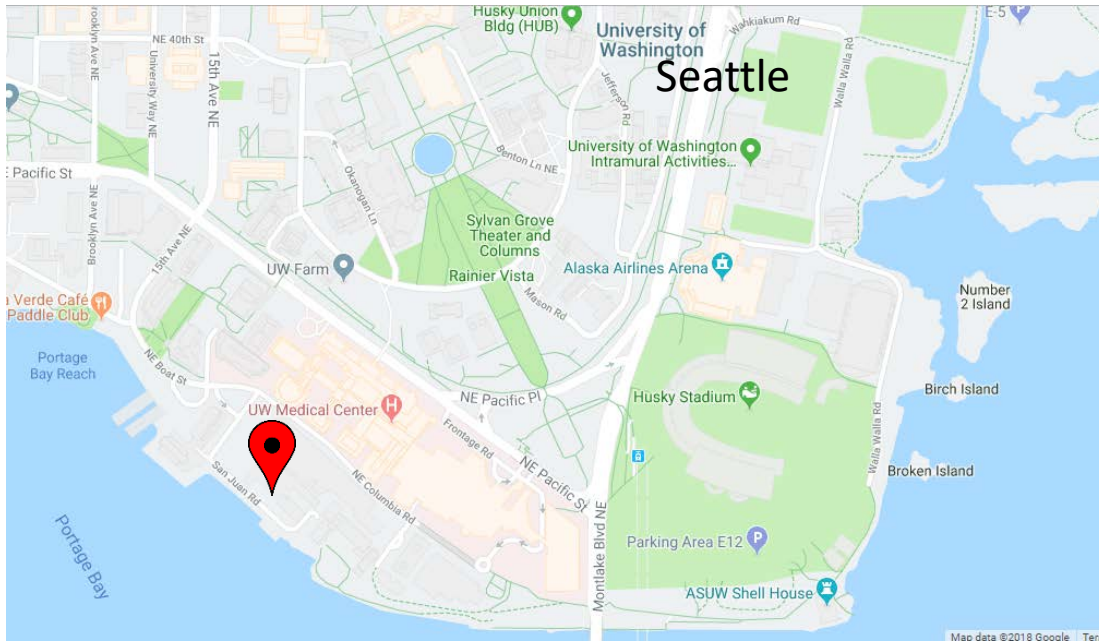 Husky Union
Bldg (HUB)
University of
Washington
Seattle
Wahkiakum Rd
E-5
Brooklyn Ave NE
NE 40th St
University Way NE
15th Ave NE
Jefferson Rd
Walla Walla Rd
University of Washington
Intramural Activities...
Benton Ln NE
Okanogan Ln
E Pacific St
Brooklyn Ave NE
15th Ave NE
Sylvan Grove
Theater and
Columns
UW Farm
Rainier Vista
Alaska Airlines Arena
Mason Rd
Number
2 Island
a Verde Café
Paddle Club
Portage
Bay Reach
NE Boat St
NE Pacific Pl
Husky Stadium
Birch Island
UW Medical Center
H
Frontage Rd
NE Pacific St
Walla Walla Rd
Broken Island
San Juan Rd
NE Columbia Rd
Montlake Blvd NE
Parking Area E12
P
Portage Bay
ASUW Shell House
Map data ©2018 Google
Ter